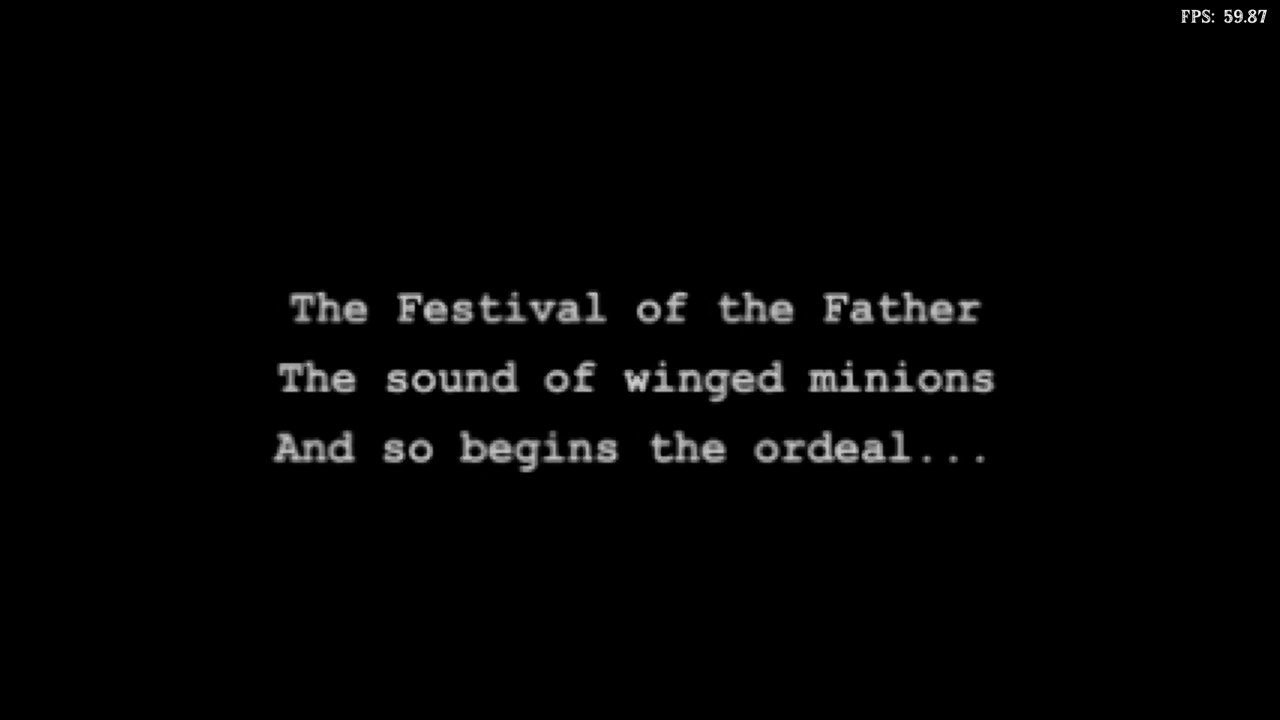 FPS: 59.87
The Festival of the Father
The sound of winged minions
And so begins the ordeal...